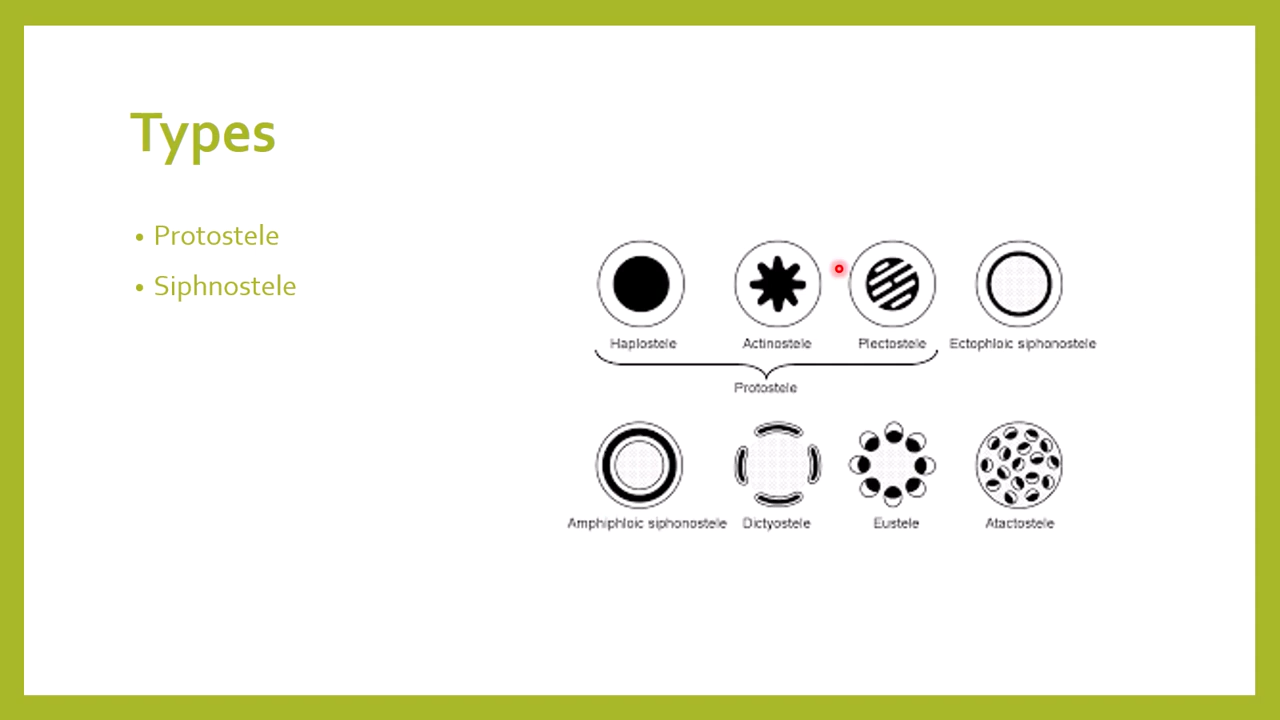 Types
• Protostele
• Siphnostele
Haplostele Actinostele Plectostele Ectophloic siphonostele
Protostele
Amphiphloic siphonostele Dictyostele Eustele Atactostele